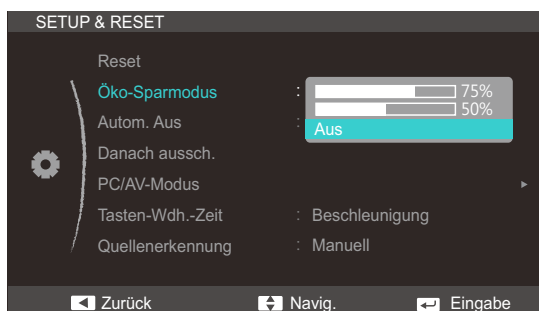 SETUP & RESET
Reset
Öko-Sparmodus : 75%
50%
Autom. Aus : Aus
Danach aussch.
PC/AV-Modus
Tasten-Wdh.-Zeit : Beschleunigung
Quellenerkennung : Manuell
Zurück Navig. Eingabe